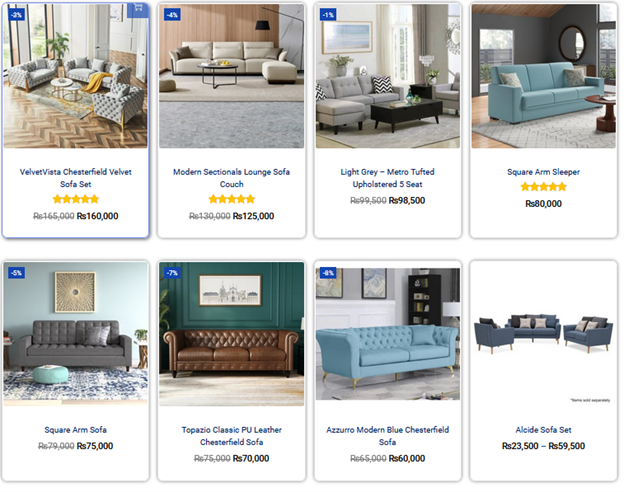 -3%
-4%
-1%
VelvetVista Chesterfield Velvet
Sofa Set
₨165,000 ₨160,000
Modern Sectionals Lounge Sofa
Couch
₨130,000 ₨125,000
Light Grey – Metro Tufted
Upholstered 5 Seat
₨99,500 ₨98,500
Square Arm Sleeper
₨80,000
-5%
-7%
-8%
*Items sold separately.
Square Arm Sofa
₨79,000 ₨75,000
Topazio Classic PU Leather
Chesterfield Sofa
₨75,000 ₨70,000
Azzurro Modern Blue Chesterfield
Sofa
₨65,000 ₨60,000
Alcide Sofa Set
₨23,500 – ₨59,500